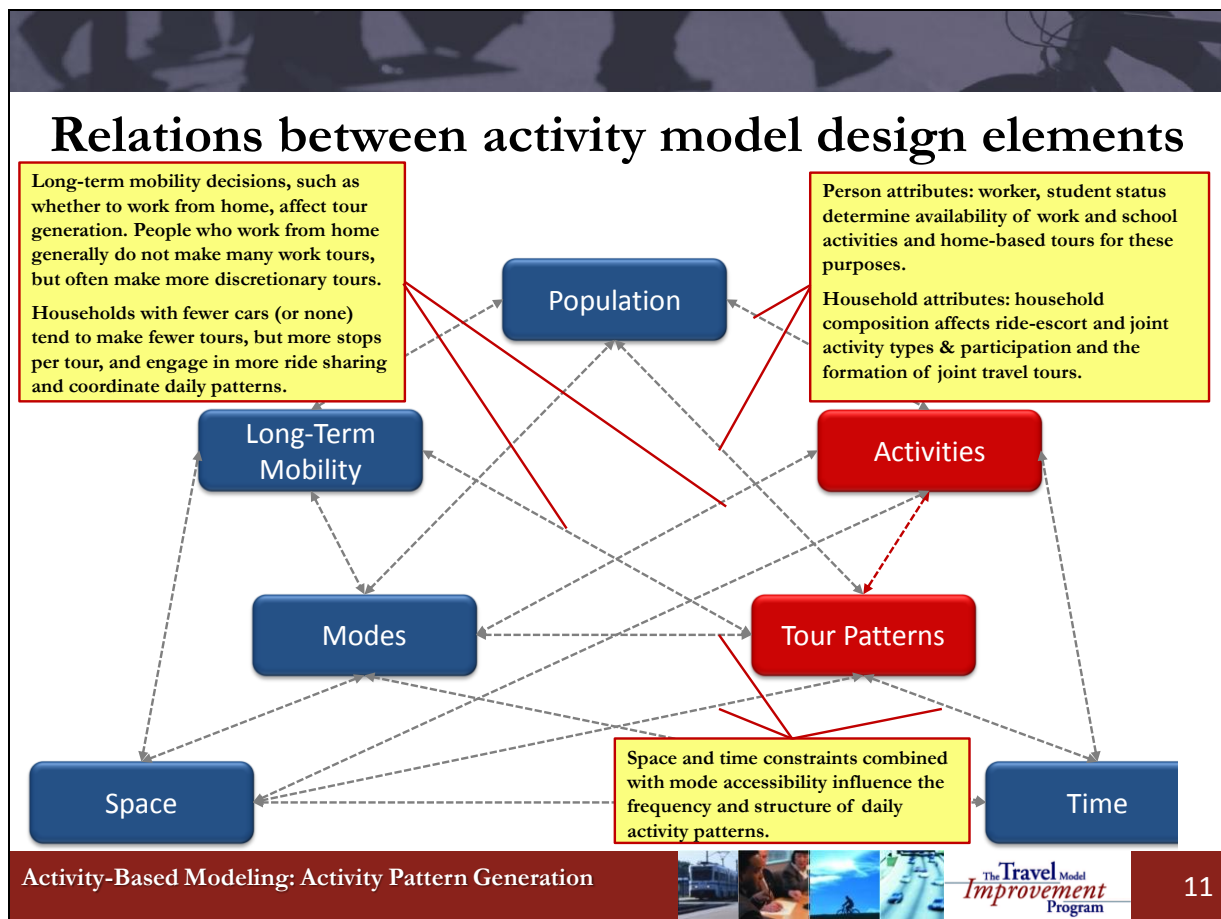 Relations between activity model design elements
Long-term mobility decisions, such as
whether to work from home, affect tour
generation. People who work from home
generally do not make many work tours,
but often make more discretionary tours.
Households with fewer cars (or none)
tend to make fewer tours, but more stops
per tour, and engage in more ride sharing
and coordinate daily patterns.
Person attributes: worker, student status
determine availability of work and school
activities and home-based tours for these
purposes.
Household attributes: household
composition affects ride-escort and joint
activity types & participation and the
formation of joint travel tours.
Population
Long-Term
Mobility
Activities
Modes
Tour Patterns
Space
Space and time constraints combined
with mode accessibility influence the
frequency and structure of daily
activity patterns.
Time
Activity-Based Modeling: Activity Pattern Generation
The Travel Model
Improvement
Program
11